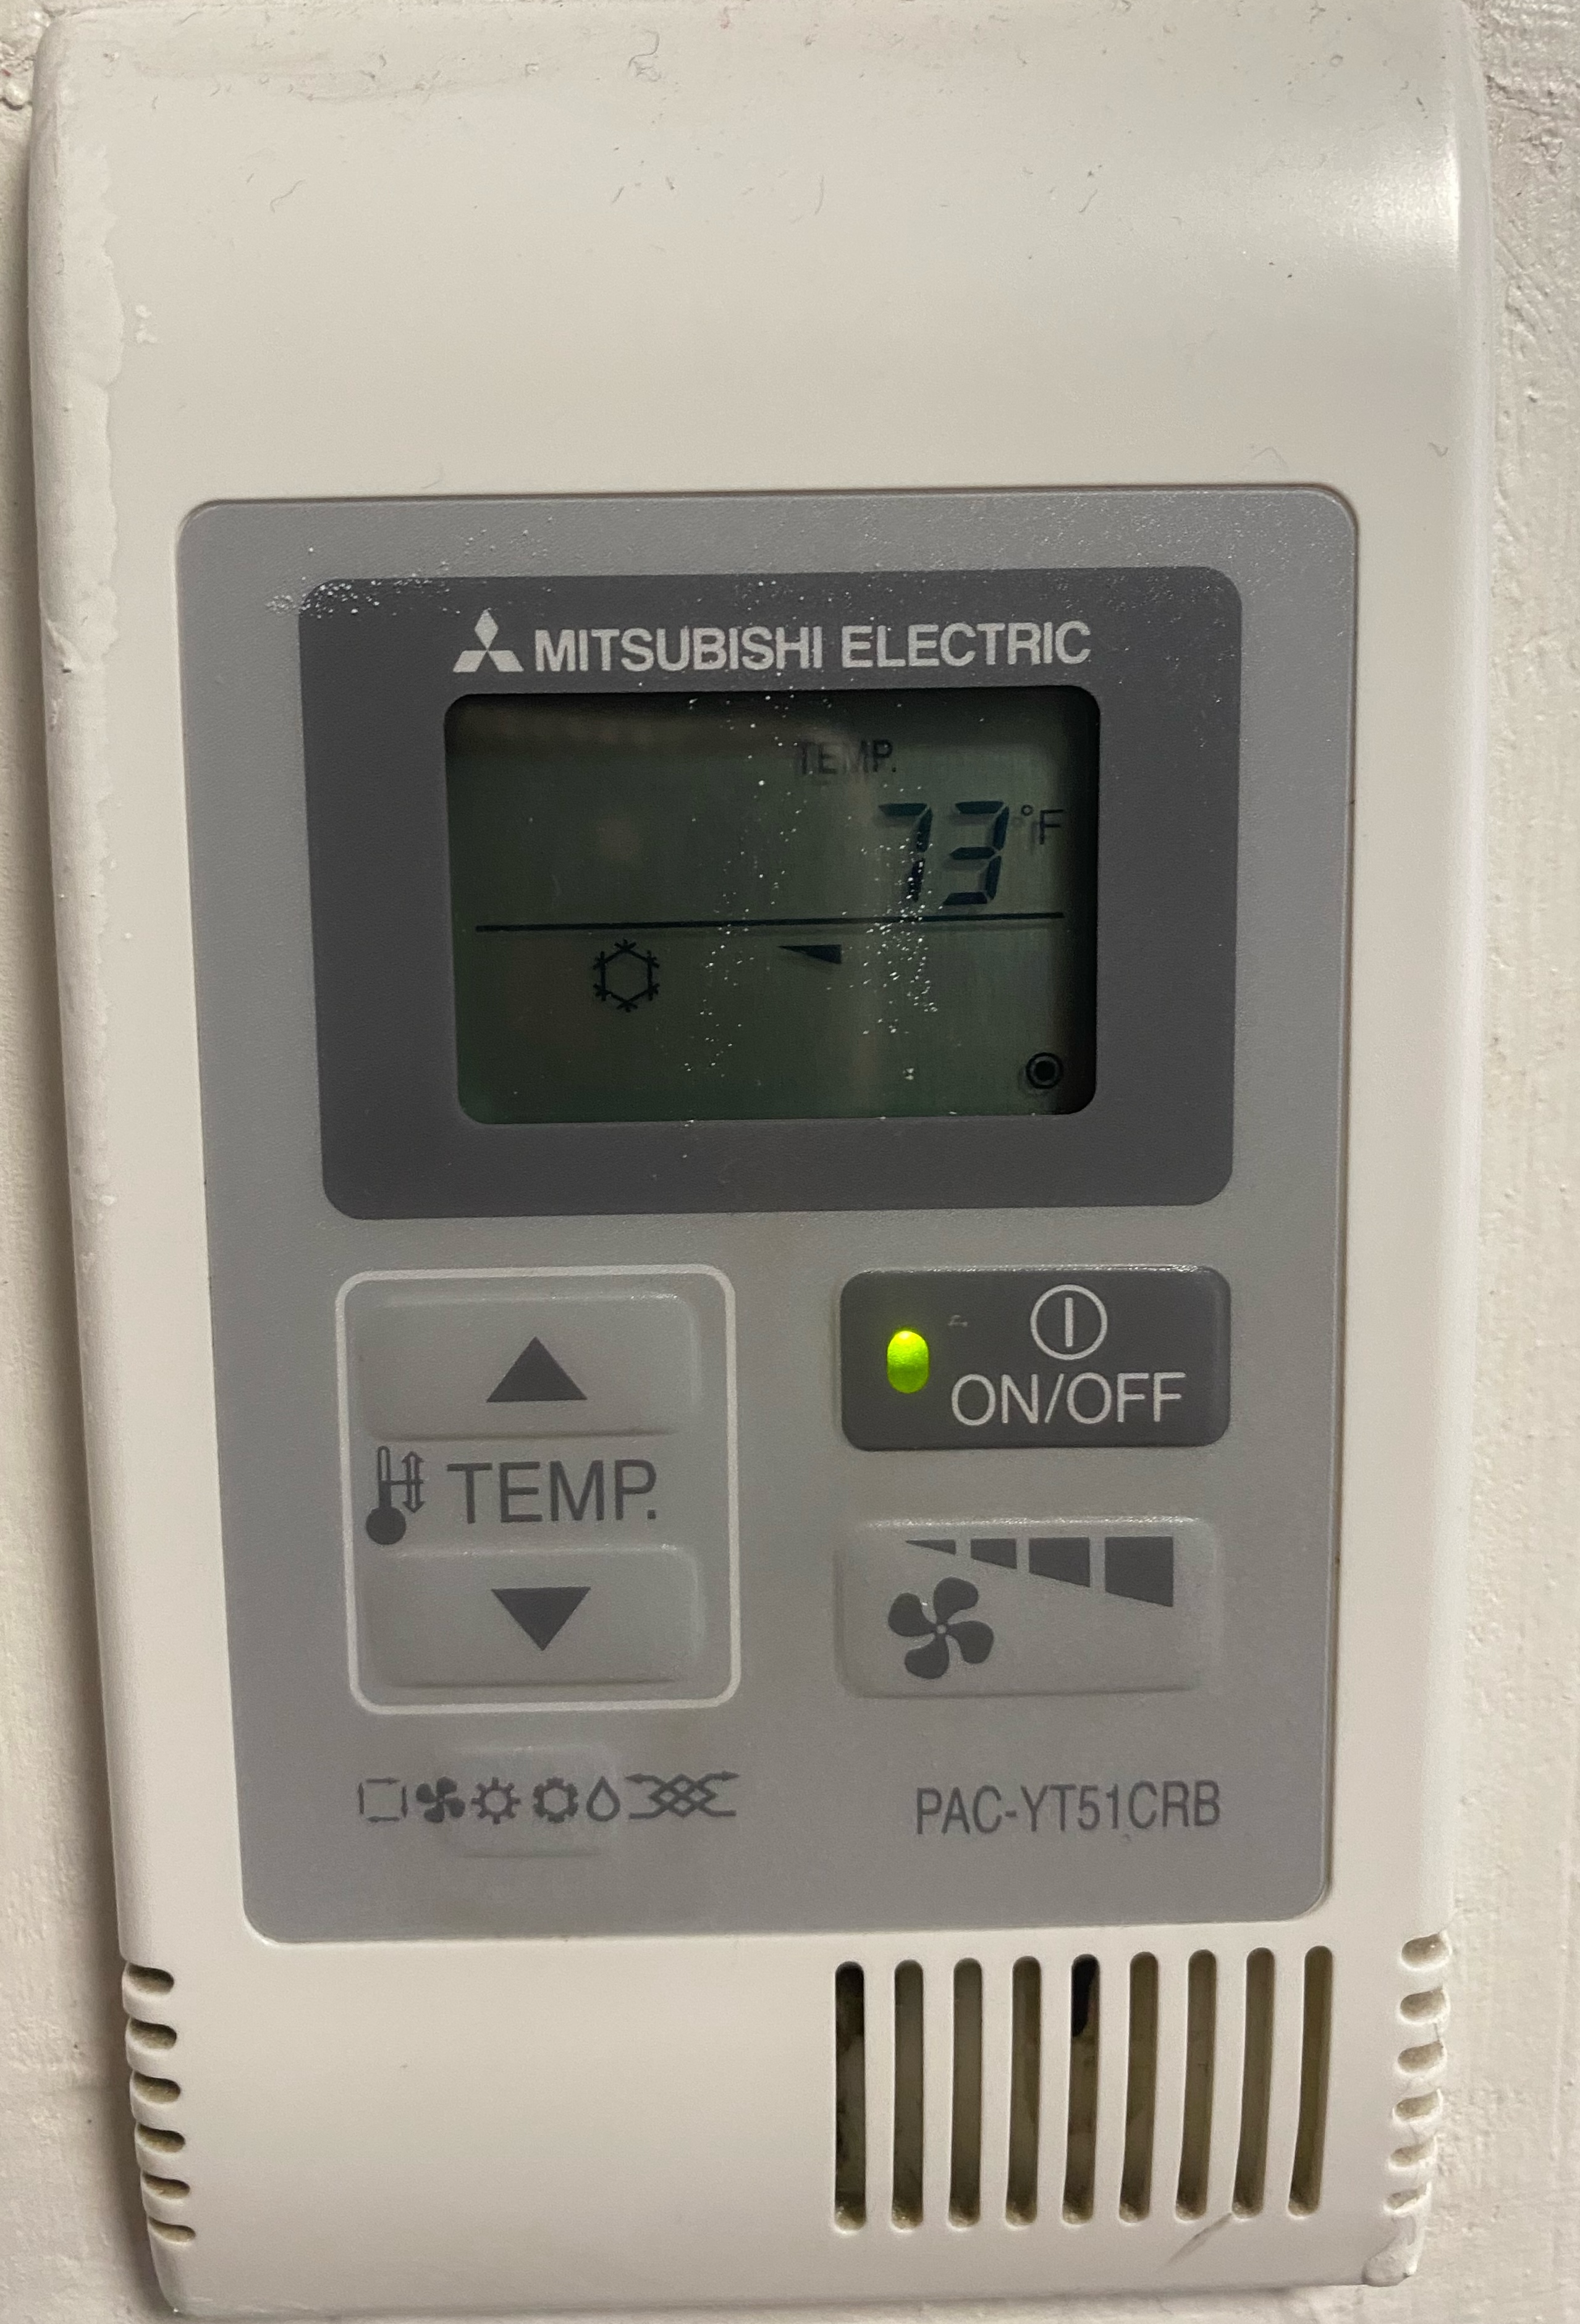 MITSUBISHI ELECTRIC
TEMP.
73°F
ON/OFF
TEMP.
PAC-YT51CRB